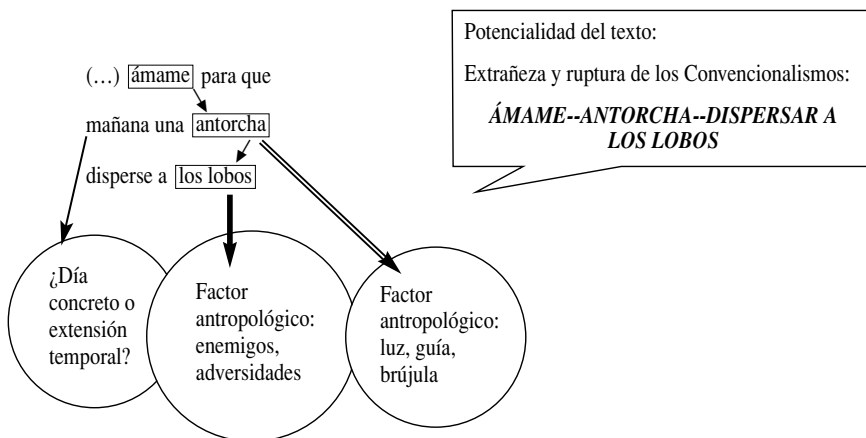 Potencialidad del texto:
Extrañeza y ruptura de los Convencionalismos:
ÁMAME--ANTORCHA--DISPERSAR A
LOS LOBOS
(…) ámame para que
mañana una antorcha
disperse a los lobos
¿Día
concreto o
extensión
temporal?
Factor
antropológico:
enemigos,
adversidades
Factor
antropológico:
luz, guía,
brújula